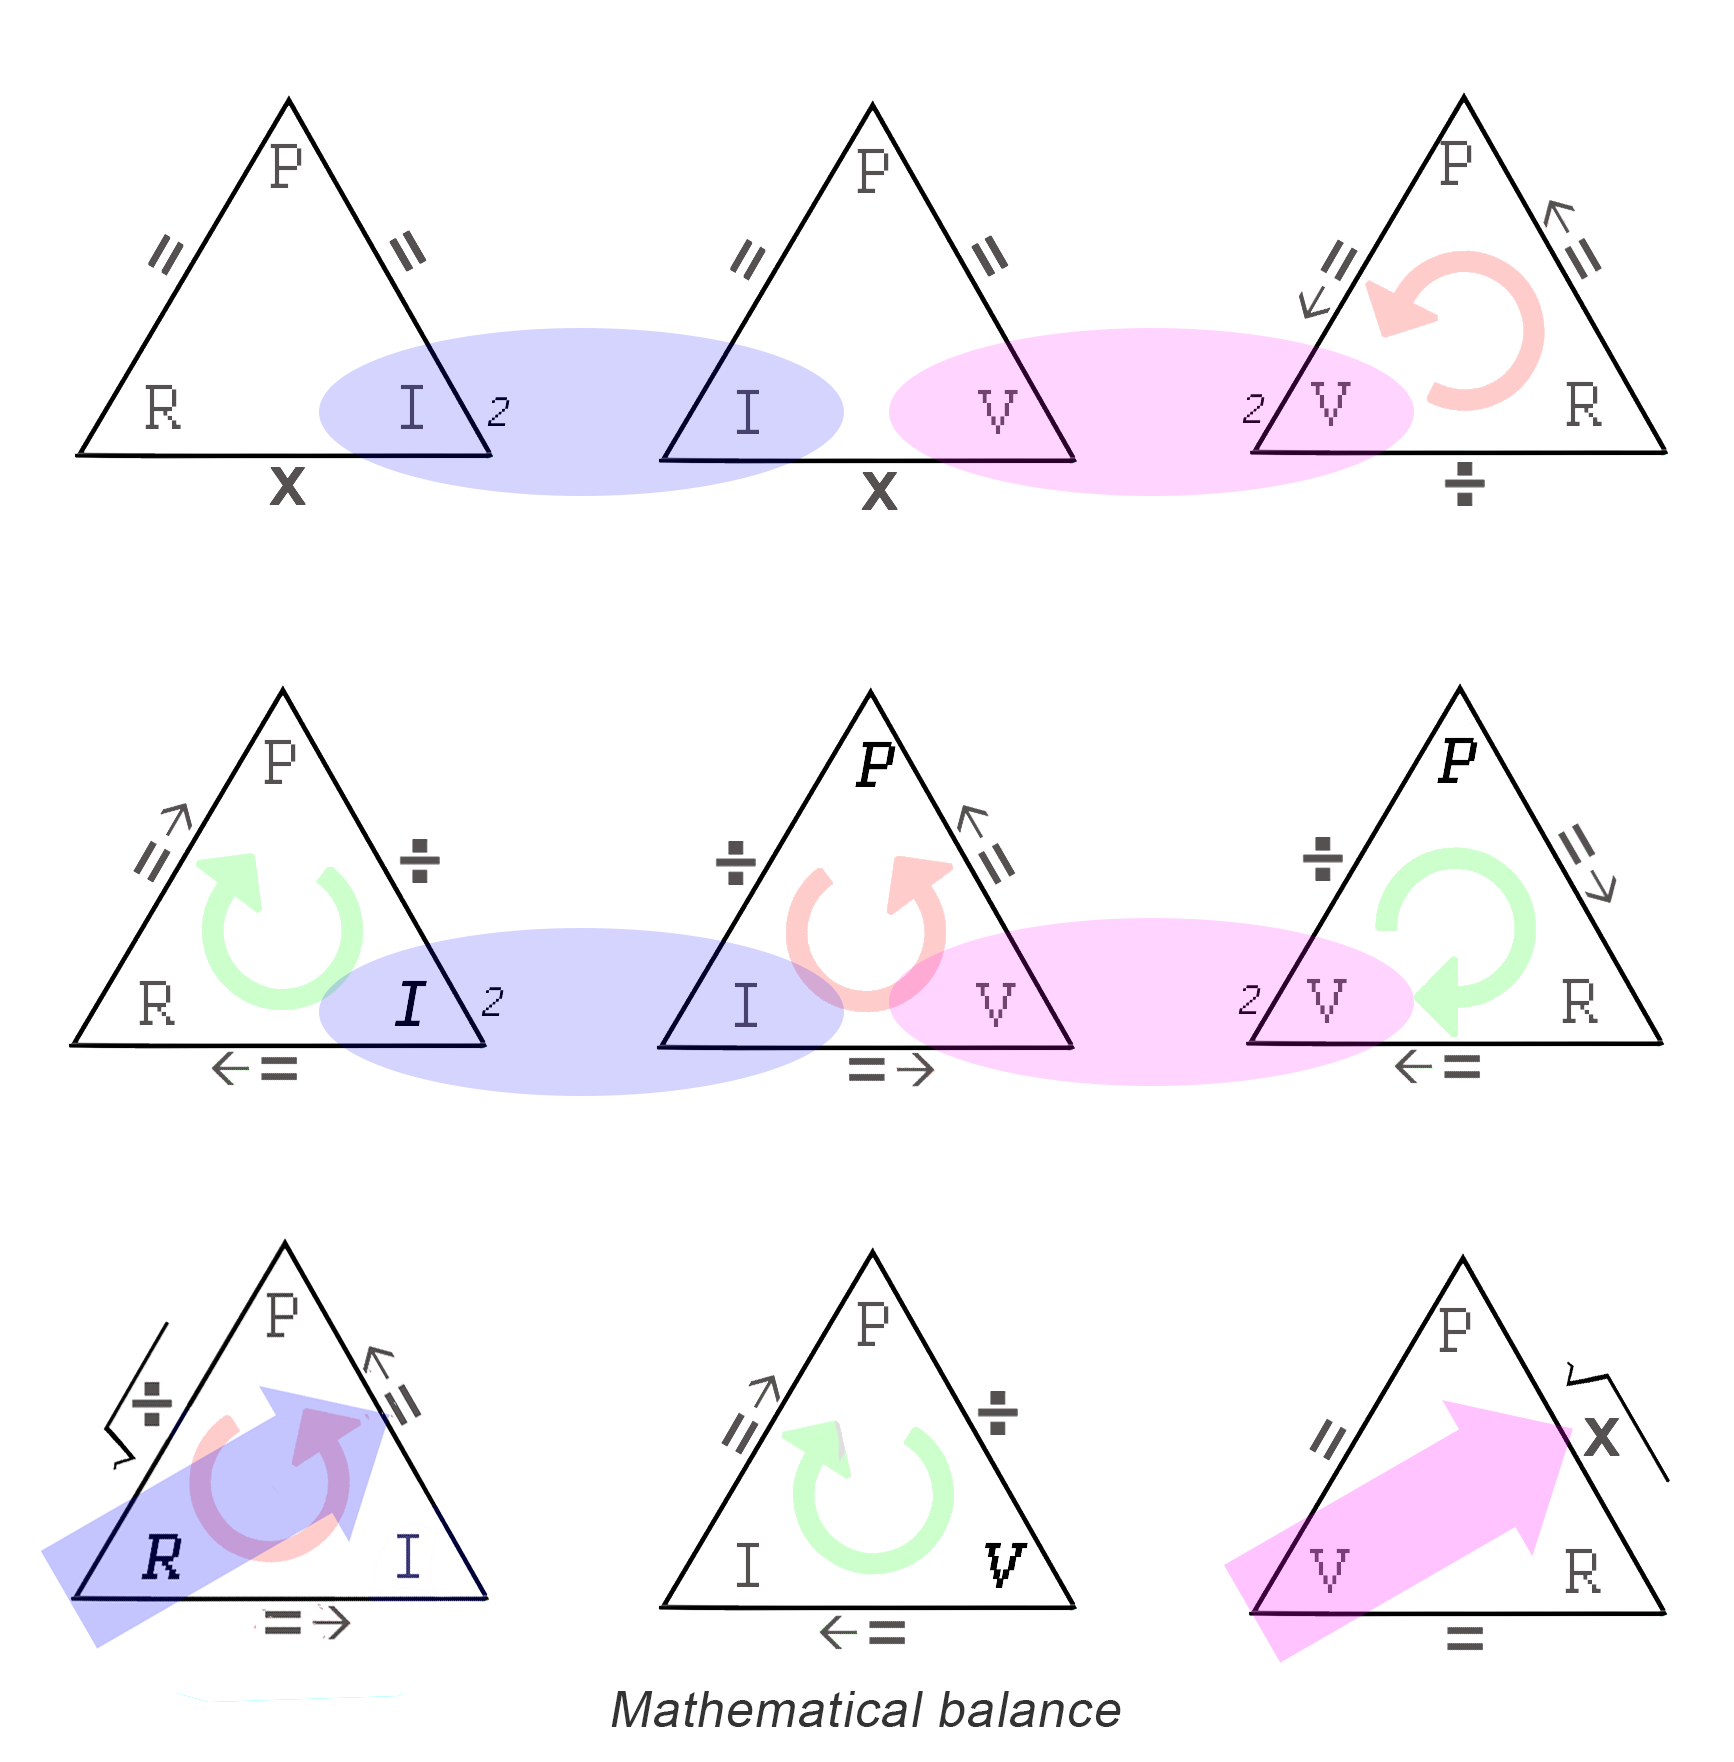 P
= =
R I 2
x
P
= =
I V
x
P
← = ← =
2 V R
÷
P
= → ÷
R I 2
← =
P
÷ ← =
I V
= →
P
÷ = →
2 V R
← =
P
√ ÷ ← =
R I
= →
P
= → ÷
I V
← =
P
= x √
V R
=
Mathematical balance